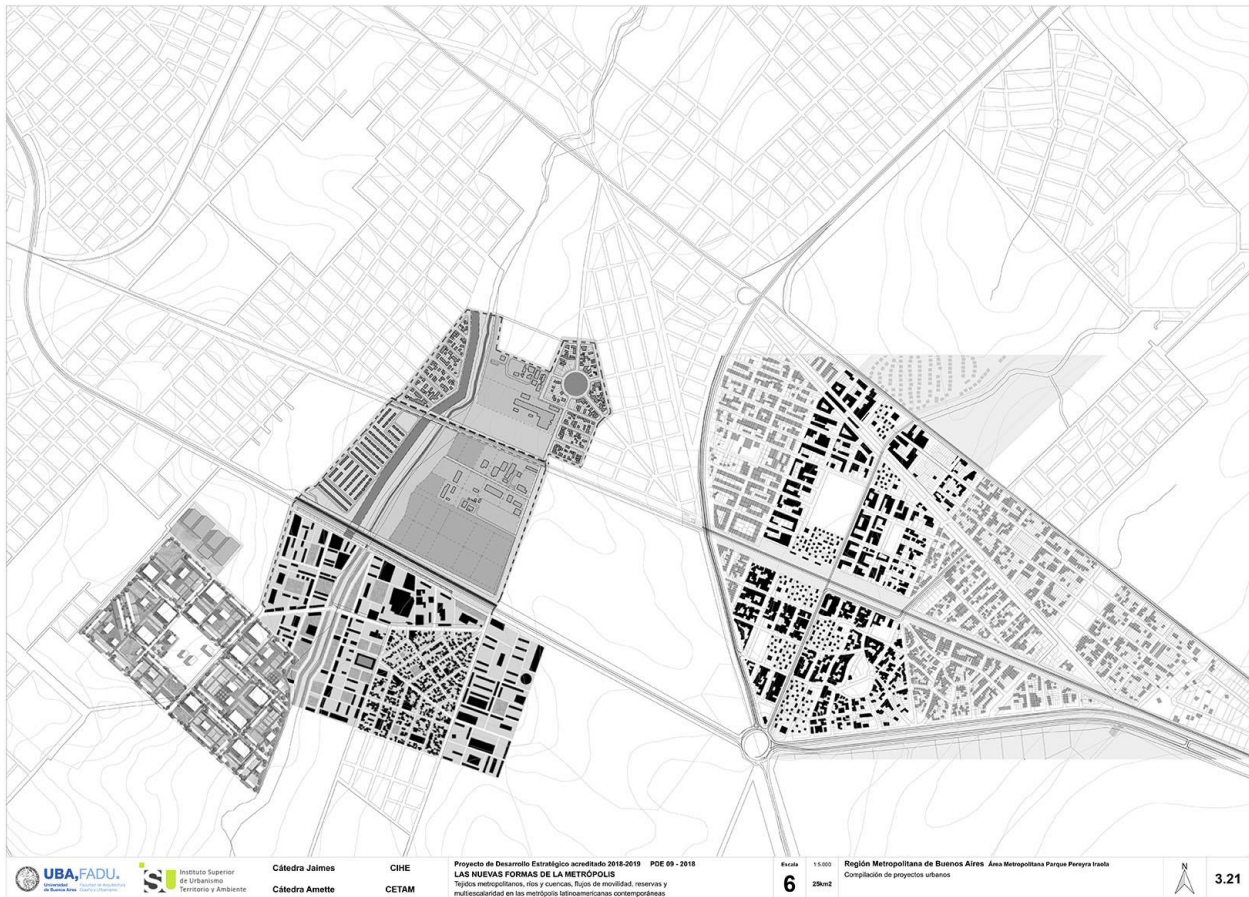 UBA,FADU.
Universidad de Buenos Aires
Facultad de Arquitectura Diseño y Urbanismo
Instituto Superior
de Urbanismo
Territorio y Ambiente
Cátedra Jaimes CIHE
Cátedra Amette CETAM
Proyecto de Desarrollo Estratégico acreditado 2018-2019 PDE 09 - 2018
LAS NUEVAS FORMAS DE LA METRÓPOLIS
Tejidos metropolitanos, ríos y cuencas, flujos de movilidad, reservas y
multiescalaridad en las metrópolis latinoamericanas contemporáneas
Escala 1:5.000
6 25km2
Región Metropolitana de Buenos Aires Área Metropolitana Parque Pereyra Iraola
Compilación de proyectos urbanos
N
3.21